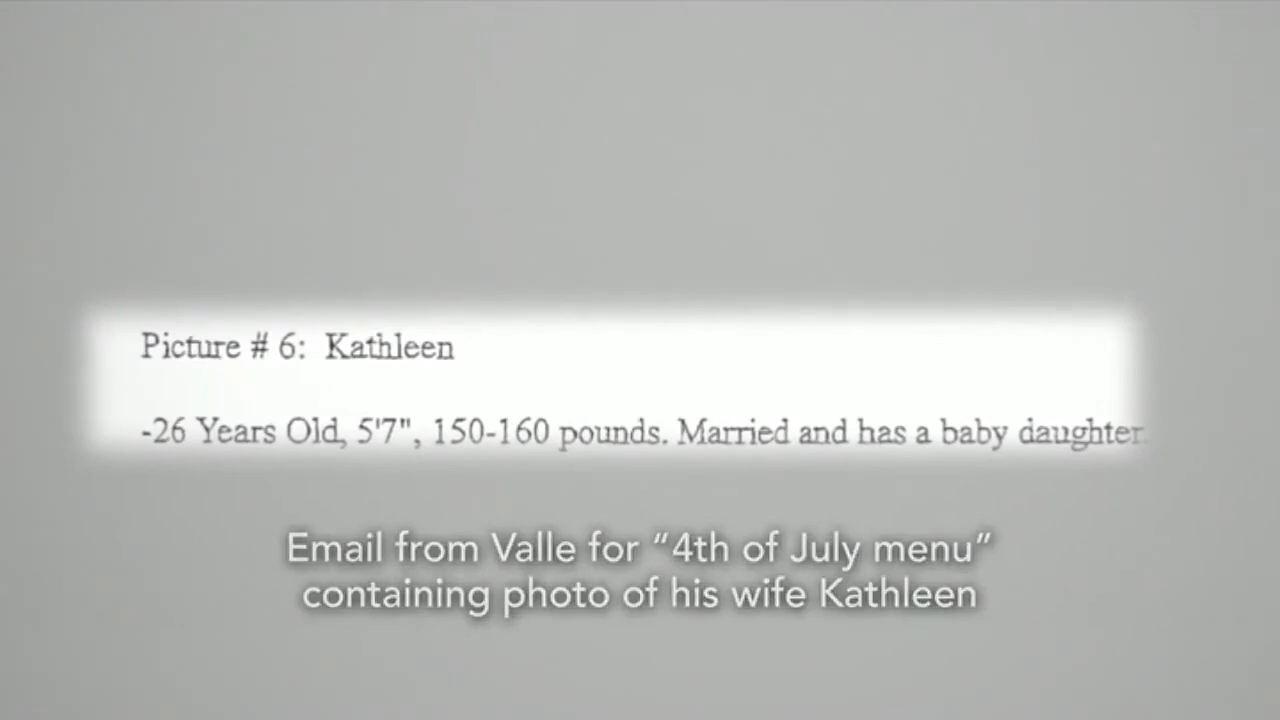 Picture # 6:  Kathleen
-26 Years Old, 5'7", 150-160 pounds. Married and has a baby daughter.
Email from Valle for “4th of July menu”
containing photo of his wife Kathleen